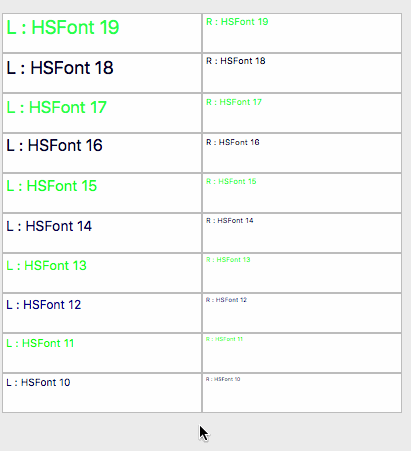 L : HSFont 19 R : HSFont 19
L : HSFont 18 R : HSFont 18
L : HSFont 17 R : HSFont 17
L : HSFont 16 R : HSFont 16
L : HSFont 15 R : HSFont 15
L : HSFont 14 R : HSFont 14
L : HSFont 13 R : HSFont 13
L : HSFont 12 R : HSFont 12
L : HSFont 11 R : HSFont 11
L : HSFont 10 R : HSFont 10